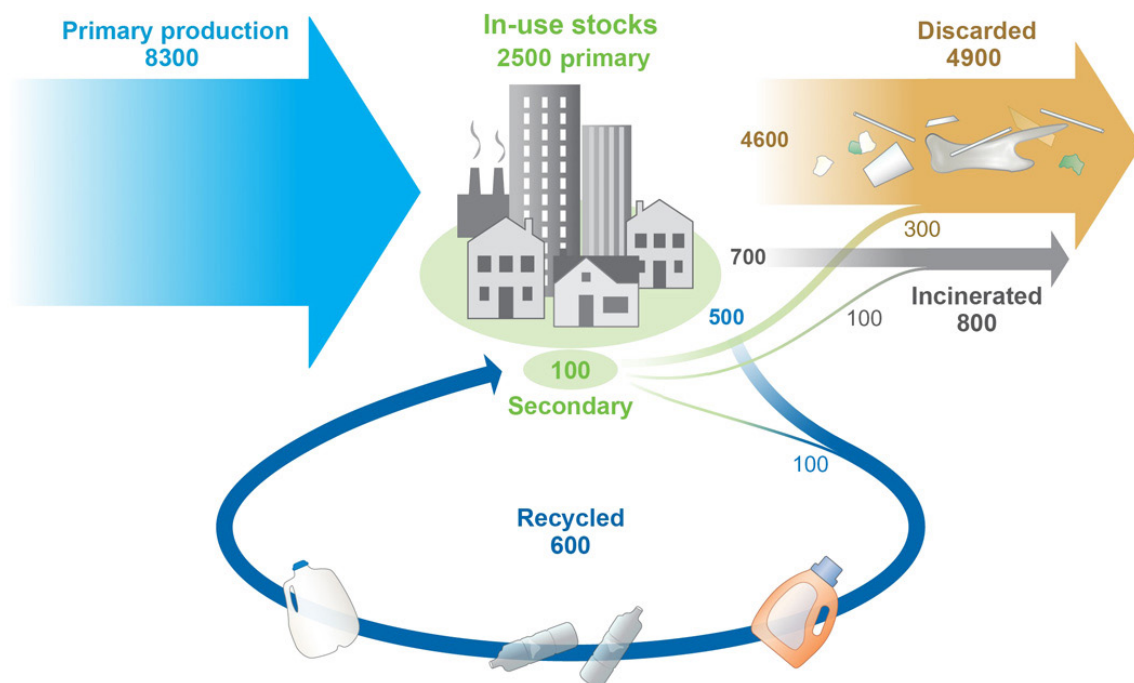 Primary production
8300
In-use stocks
2500 primary
Discarded
4900
4600
300
700
Incinerated
800
500
100
100
Secondary
100
Recycled
600